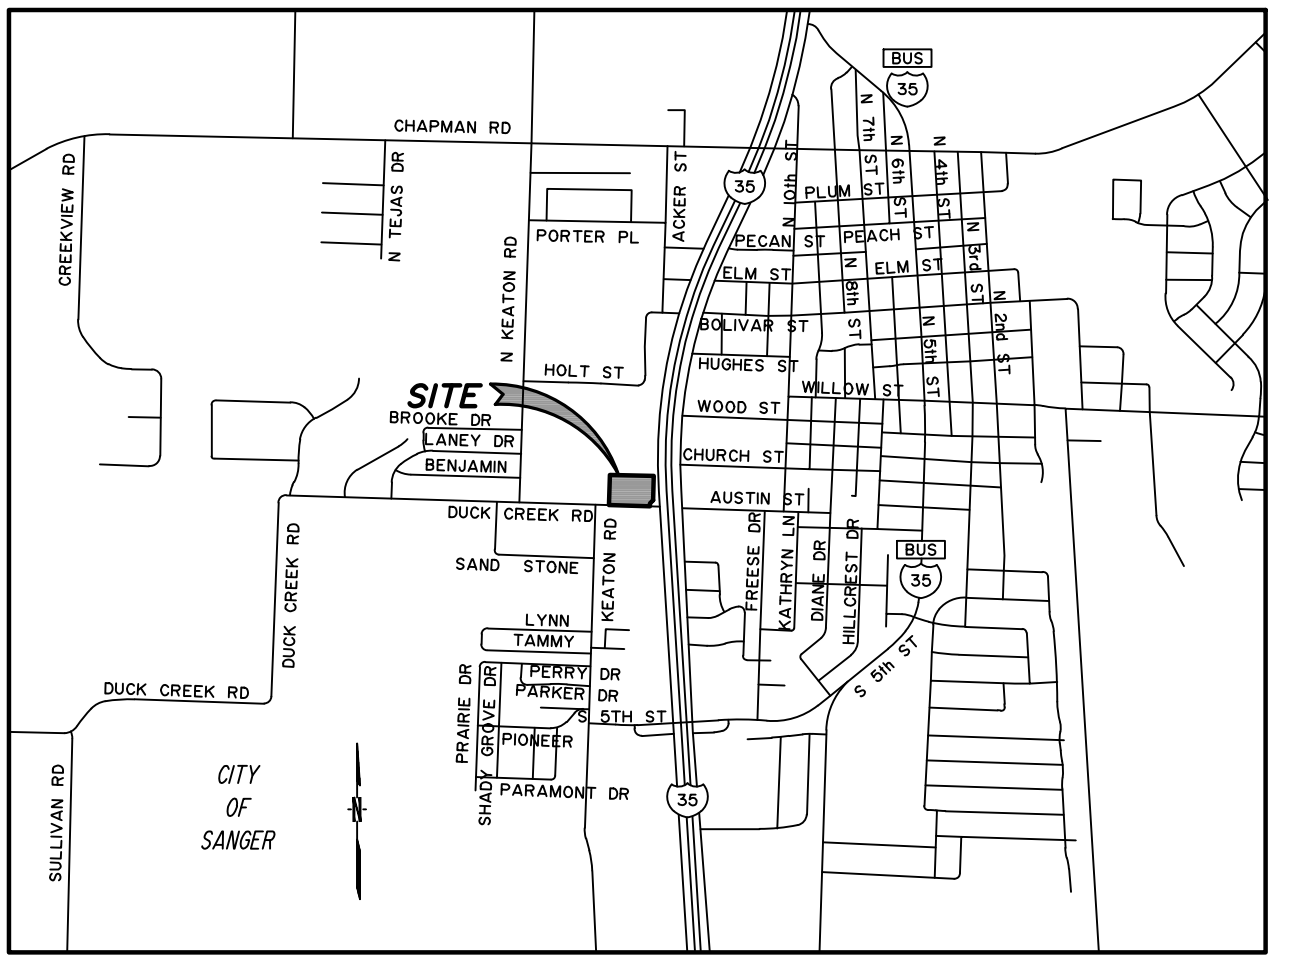 BUS
35
CHAPMAN RD
CREEKVIEW RD
N TEJAS DR
ACKER ST
35
N 10th ST
N 7th ST
N 6th ST
N 4th ST
PLUM ST
PORTER PL
PECAN ST
PEACH ST
N 3rd ST
N KEATON RD
ELM ST
ELM ST
N 8th ST
N 2nd ST
BOLIVAR ST
N 5th ST
HOLT ST
HUGHES ST
SITE
WILLOW ST
WOOD ST
BROOKE DR
LANEY DR
BENJAMIN
CHURCH ST
AUSTIN ST
DUCK CREEK RD
DUCK CREEK RD
KEATON RD
FREESE DR
KATHRYN LN
DIANE DR
HILLCREST DR
BUS
35
SAND STONE
LYNN
TAMMY
PERRY DR
PRAIRIE DR
SHADY GROVE DR
PARKER DR
DUCK CREEK RD
S 5TH ST
S 5th ST
PIONEER
PARAMONT DR
35
SULLIVAN RD
CITY
OF
SANGER
N